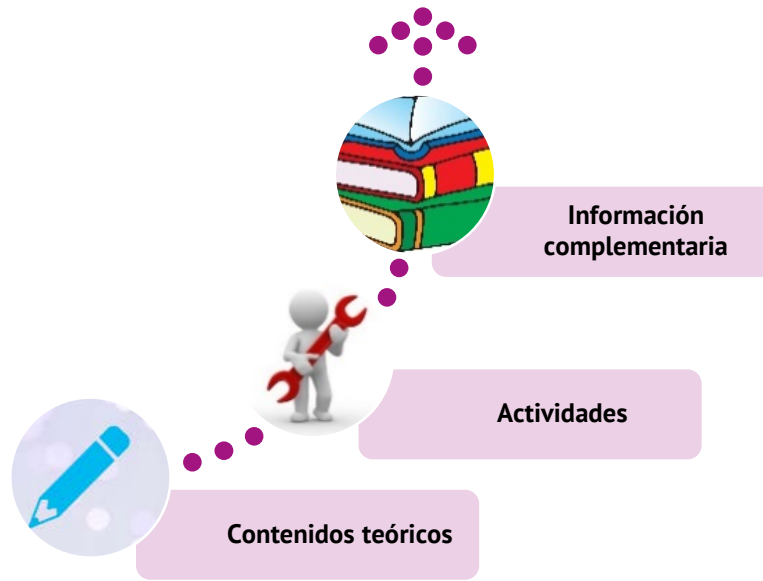 Información
complementaria
Actividades
Contenidos teóricos